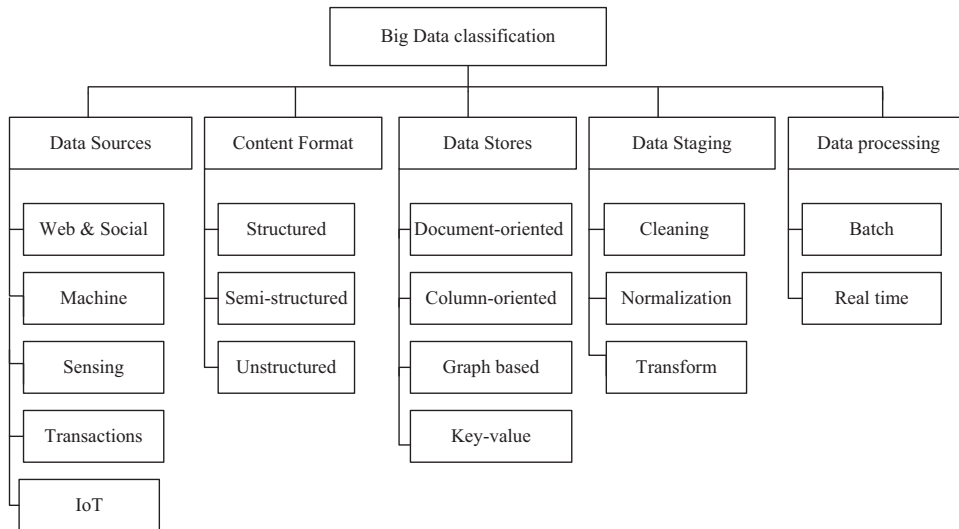 Big Data classification
Data Sources
Content Format
Data Stores
Data Staging
Data processing
Web & Social
Structured
Document-oriented
Cleaning
Batch
Machine
Semi-structured
Column-oriented
Normalization
Real time
Sensing
Unstructured
Graph based
Transform
Transactions
Key-value
IoT